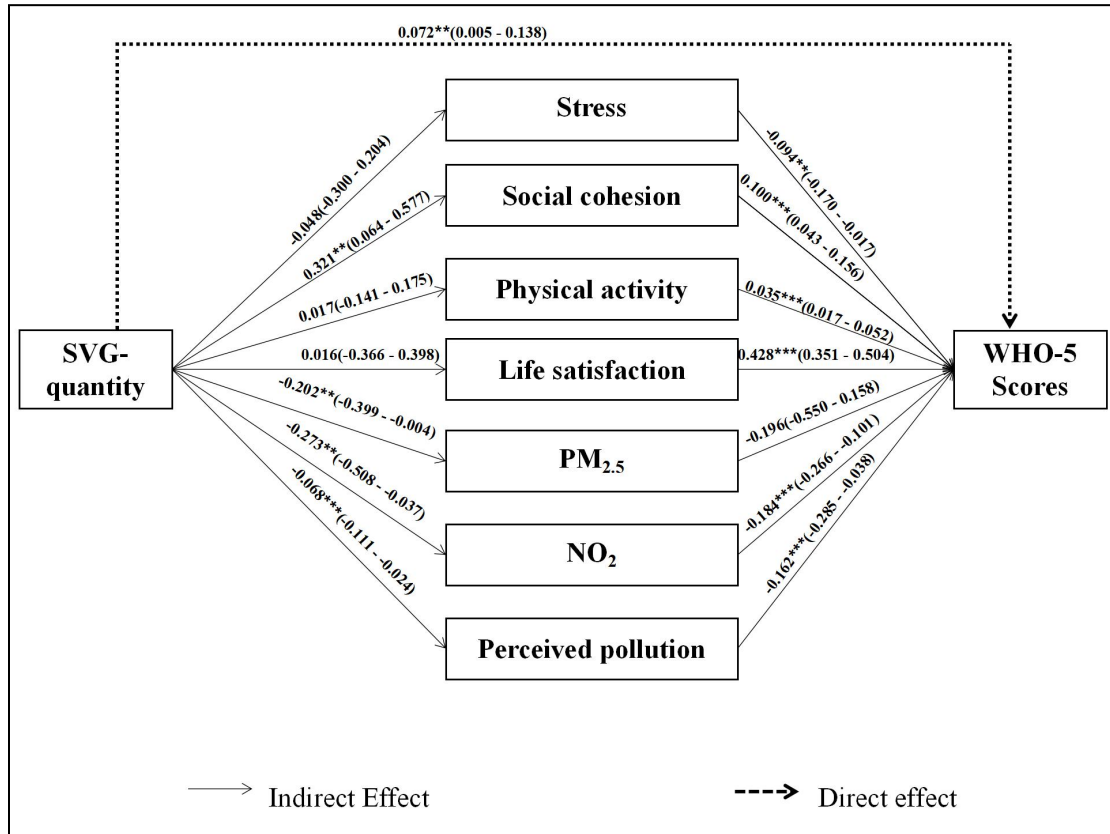 0.072**(0.005 - 0.138)
Stress
-0.048(-0.300 - 0.204)
-0.094**(-0.170 - -0.017)
Social cohesion
0.321**(0.064 - 0.577)
0.100***(0.043 - 0.156)
Physical activity
0.017(-0.141 - 0.175)
0.035***(0.017 - 0.052)
SVG-
quantity
0.016(-0.366 - 0.398)
Life satisfaction
0.428***(0.351 - 0.504)
WHO-5
Scores
-0.202**(-0.399 - -0.004)
PM2.5
-0.196(-0.550 - 0.158)
-0.273**(-0.508 - -0.037)
NO2
-0.184***(-0.266 - -0.101)
-0.068***(-0.111 - -0.024)
Perceived pollution
-0.162***(-0.285 - -0.038)
Indirect Effect
Direct effect